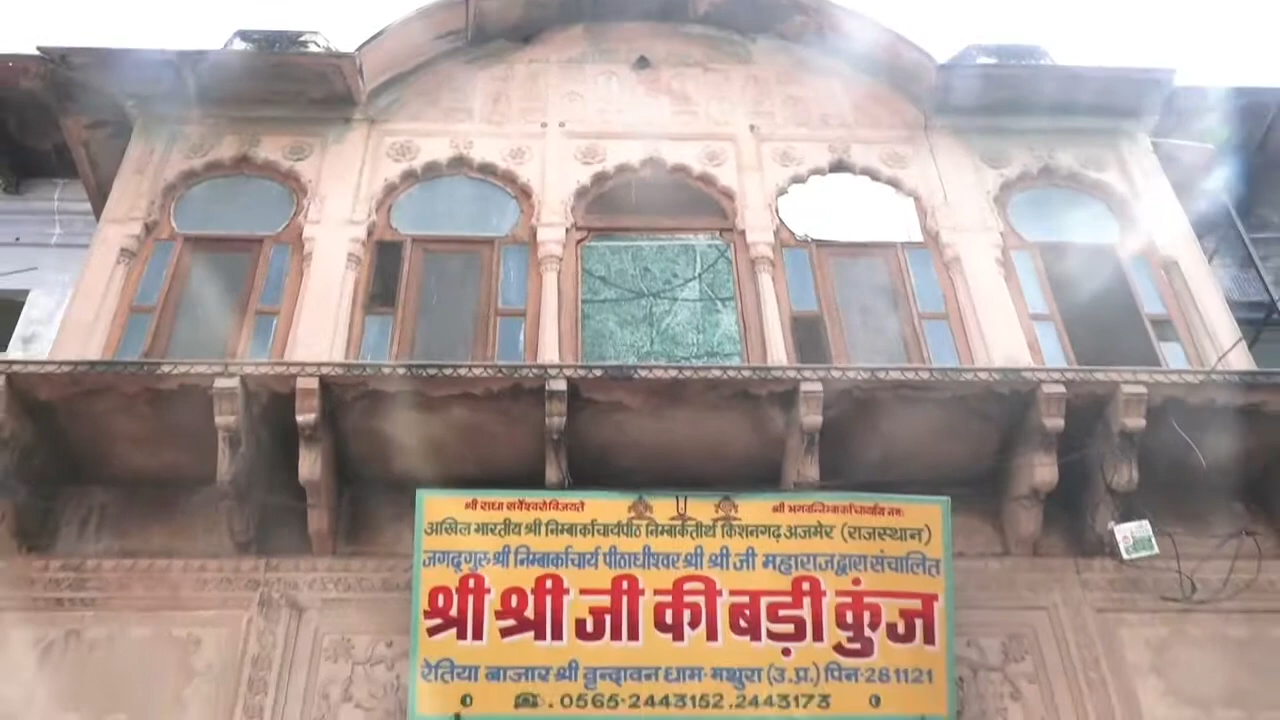 श्री राधा सर्वेश्वरो विजयते श्री भगवन्निम्बार्काचार्याय नमः
अखिल भारतीय श्री निम्बार्काचार्यपीठ निम्बार्कतीर्थ किशनगढ़ अजमेर (राजस्थान)
जगद्गुरु श्री निम्बार्काचार्य पीठाधीश्वर श्री श्री जी महाराज द्वारा संचालित
श्री श्री जी की बड़ी कुंज
रेतिया बाजार श्री वृन्दावन धाम-मथुरा (उ.प्र.) पिन-281121
☎. 0565-2443152, 2443173